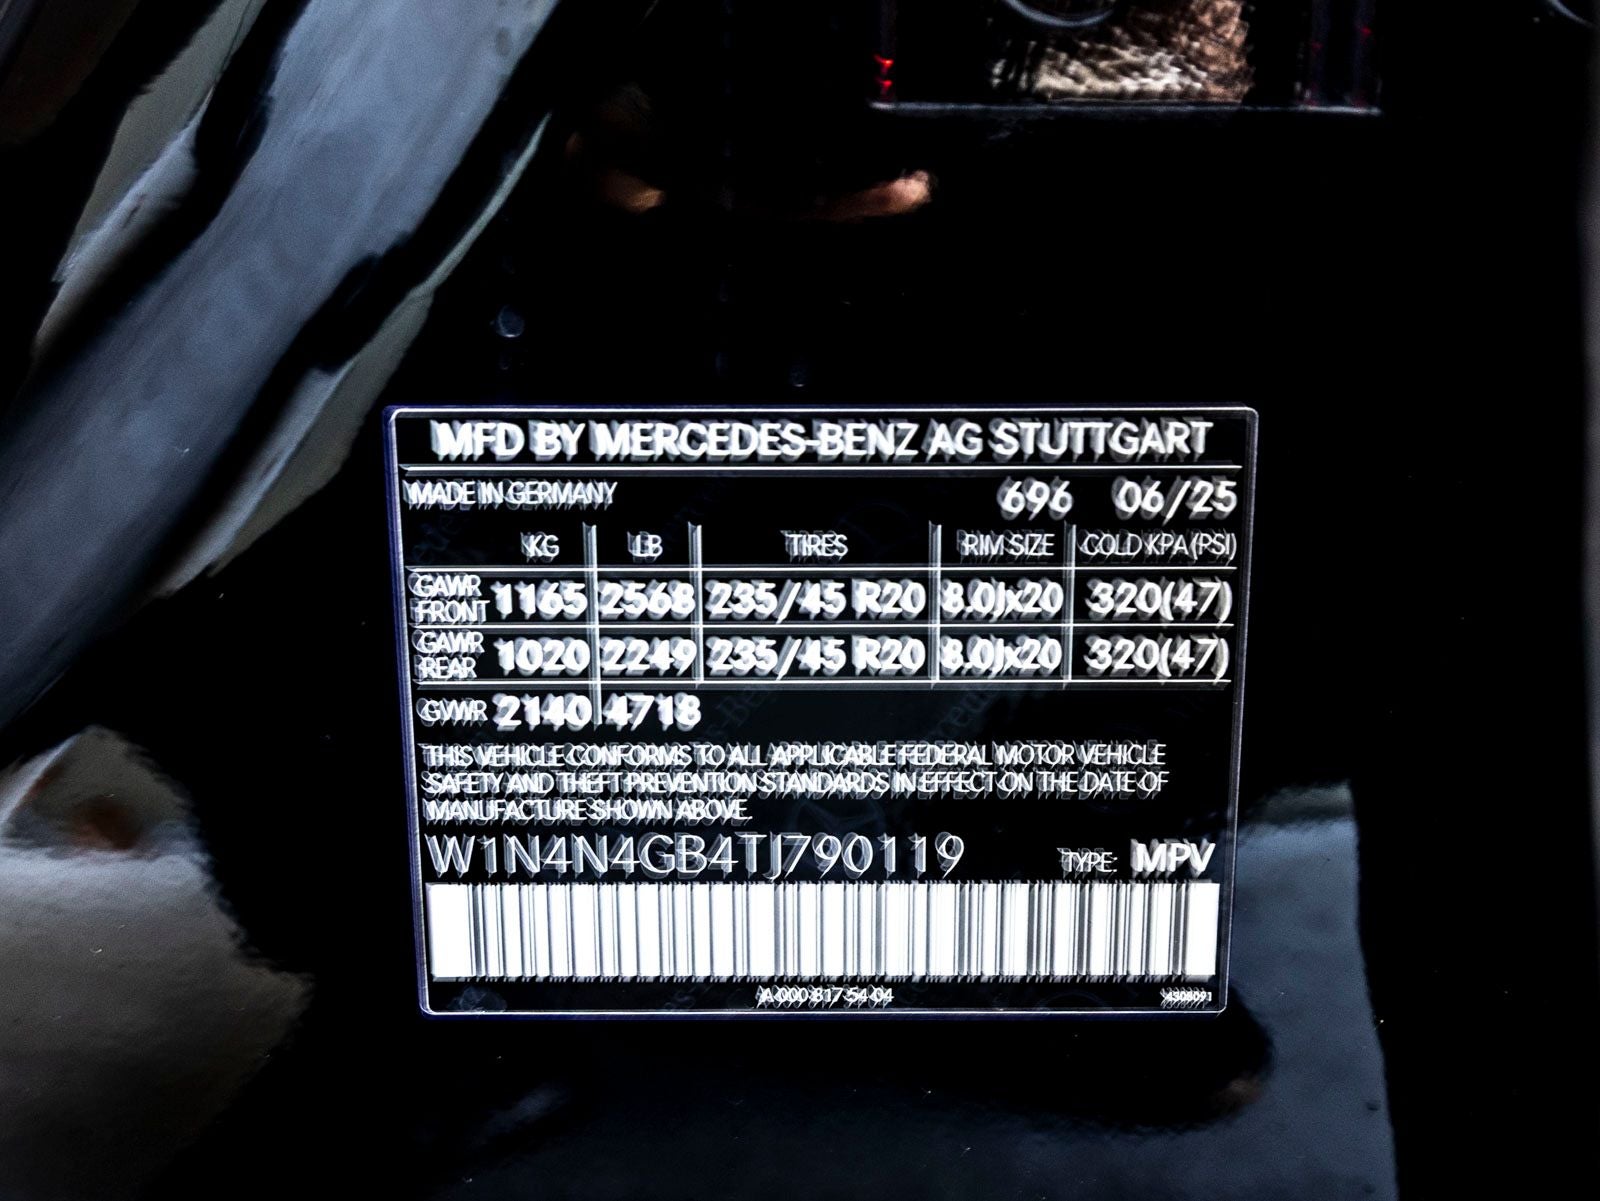 MFD BY MERCEDES-BENZ AG STUTTGART
MADE IN GERMANY 696 06/25
KG LB TIRES RIM SIZE COLD KPA (PSI)
GAWR FRONT 1165 2568 235/45 R20 8.0Jx20 320(47)
GAWR REAR 1020 2249 235/45 R20 8.0Jx20 320(47)
GVWR 2140 4718
THIS VEHICLE CONFORMS TO ALL APPLICABLE FEDERAL MOTOR VEHICLE
SAFETY AND THEFT PREVENTION STANDARDS IN EFFECT ON THE DATE OF
MANUFACTURE SHOWN ABOVE.
W1N4N4GB4TJ790119 TYPE: MPV
A 000 817 54 04